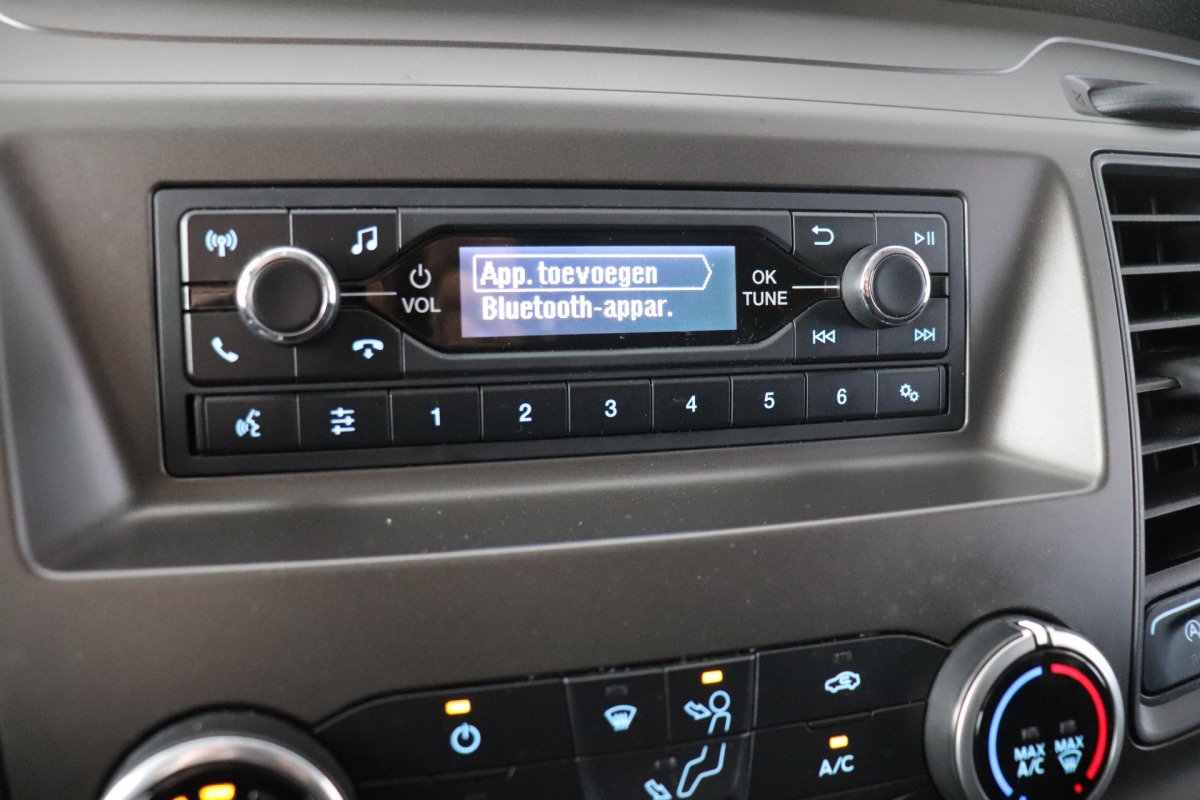 App. toevoegen
Bluetooth-appar.
VOL
OK
TUNE
1 2 3 4 5 6
A/C
MAX
A/C
MAX